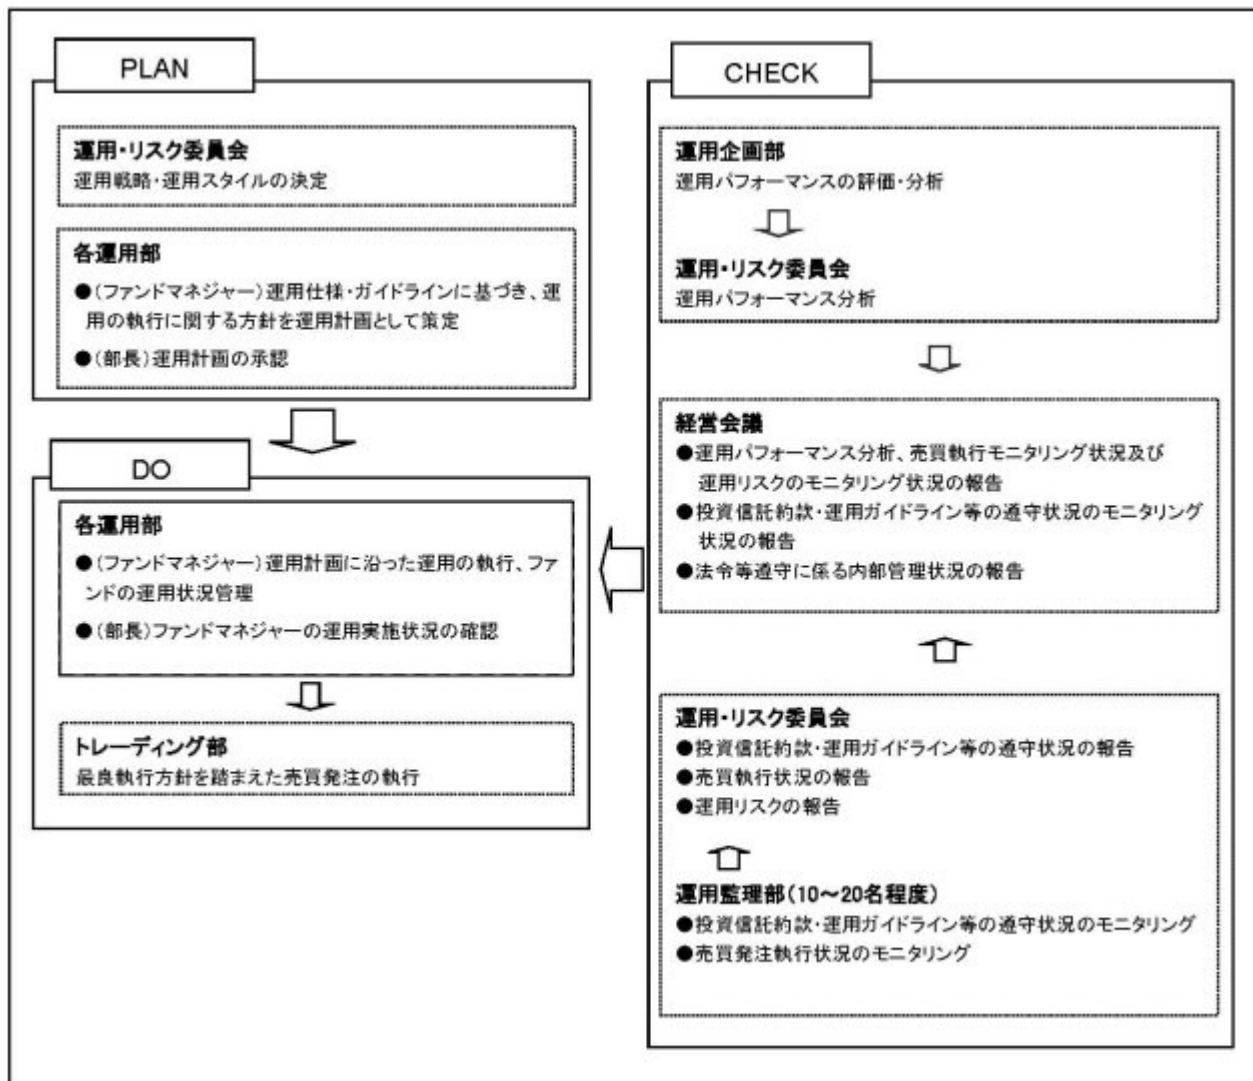 PLAN
運用・リスク委員会
運用戦略・運用スタイルの決定
各運用部
●(ファンドマネジャー)運用仕様・ガイドラインに基づき、運
用の執行に関する方針を運用計画として策定
●(部長)運用計画の承認
DO
各運用部
●(ファンドマネジャー)運用計画に沿った運用の執行、ファ
ンドの運用状況管理
●(部長)ファンドマネジャーの運用実施状況の確認
トレーディング部
最良執行方針を踏まえた売買発注の執行
CHECK
運用企画部
運用パフォーマンスの評価・分析
運用・リスク委員会
運用パフォーマンス分析
経営会議
●運用パフォーマンス分析、売買執行モニタリング状況及び
運用リスクのモニタリング状況の報告
●投資信託約款・運用ガイドライン等の遵守状況のモニタリング
状況の報告
●法令等遵守に係る内部管理状況の報告
運用・リスク委員会
●投資信託約款・運用ガイドライン等の遵守状況の報告
●売買執行状況の報告
●運用リスクの報告
運用監理部(10～20名程度)
●投資信託約款・運用ガイドライン等の遵守状況のモニタリング
●売買発注執行状況のモニタリング